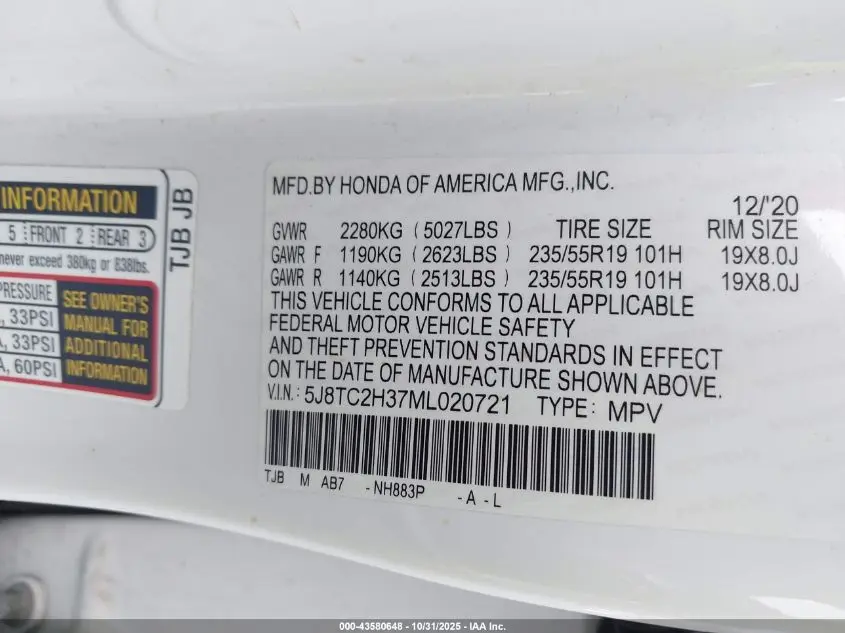 INFORMATION
5 FRONT 2 REAR 3
never exceed 380kg or 838lbs.
PRESSURE
, 33PSI
, 33PSI
A, 60PSI
SEE OWNER'S
MANUAL FOR
ADDITIONAL
INFORMATION
TJB JB
MFD.BY HONDA OF AMERICA MFG.,INC.
12/'20
GVWR 2280KG (5027LBS) TIRE SIZE RIM SIZE
GAWR F 1190KG (2623LBS) 235/55R19 101H 19X8.0J
GAWR R 1140KG (2513LBS) 235/55R19 101H 19X8.0J
THIS VEHICLE CONFORMS TO ALL APPLICABLE
FEDERAL MOTOR VEHICLE SAFETY
AND THEFT PREVENTION STANDARDS IN EFFECT
ON THE DATE OF MANUFACTURE SHOWN ABOVE.
V.I.N.: 5J8TC2H37ML020721 TYPE: MPV
TJB M AB7 -NH883P -A-L
000-43580648 - 10/31/2025 - IAA Inc.